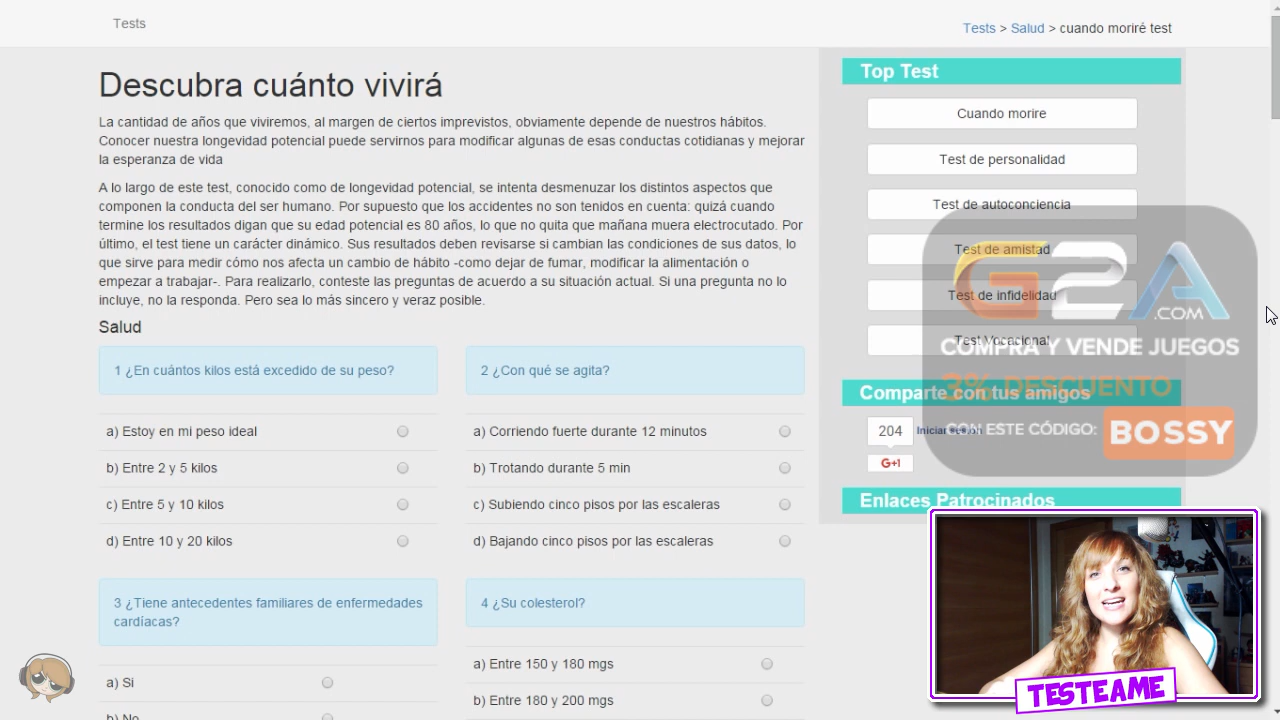 Tests
Tests > Salud > cuando moriré test
Descubra cuánto vivirá
La cantidad de años que viviremos, al margen de ciertos imprevistos, obviamente depende de nuestros hábitos.
Conocer nuestra longevidad potencial puede servirnos para modificar algunas de esas conductas cotidianas y mejorar
la esperanza de vida
A lo largo de este test, conocido como de longevidad potencial, se intenta desmenuzar los distintos aspectos que
componen la conducta del ser humano. Por supuesto que los accidentes no son tenidos en cuenta: quizá cuando
termine los resultados digan que su edad potencial es 80 años, lo que no quita que mañana muera electrocutado. Por
último, el test tiene un carácter dinámico. Sus resultados deben revisarse si cambian las condiciones de sus datos, lo
que sirve para medir cómo nos afecta un cambio de hábito -como dejar de fumar, modificar la alimentación o
empezar a trabajar-. Para realizarlo, conteste las preguntas de acuerdo a su situación actual. Si una pregunta no lo
incluye, no la responda. Pero sea lo más sincero y veraz posible.
Salud
1 ¿En cuántos kilos está excedido de su peso?
a) Estoy en mi peso ideal
b) Entre 2 y 5 kilos
c) Entre 5 y 10 kilos
d) Entre 10 y 20 kilos
2 ¿Con qué se agita?
a) Corriendo fuerte durante 12 minutos
b) Trotando durante 5 min
c) Subiendo cinco pisos por las escaleras
d) Bajando cinco pisos por las escaleras
3 ¿Tiene antecedentes familiares de enfermedades
cardíacas?
a) Si
b) No
4 ¿Su colesterol?
a) Entre 150 y 180 mgs
b) Entre 180 y 200 mgs
Top Test
Cuando morire
Test de personalidad
Test de autoconciencia
Test de amistad
Test de infidelidad
Test Vocacional
Comparte con tus amigos
204
Iniciar sesión
G+1
Enlaces Patrocinados
G2A
.COM
COMPRA Y VENDE JUEGOS
3% DESCUENTO
CON ESTE CÓDIGO: BOSSY
TESTEAME